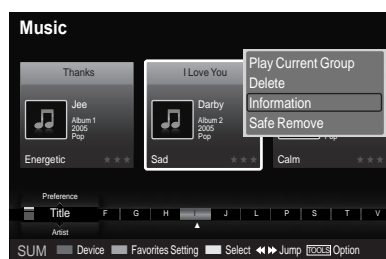 Music
Thanks
I Love You
Play Current Group
Delete
Information
Safe Remove
Jee
Album 1
2005
Pop
Darby
Album 2
2005
Pop
Pop
Energetic ★★★
Sad ★★★
Calm ★★★
Preference
Title F G H I J L P S T V
Artist
SUM Device Favorites Setting Select Jump TOOLS Option